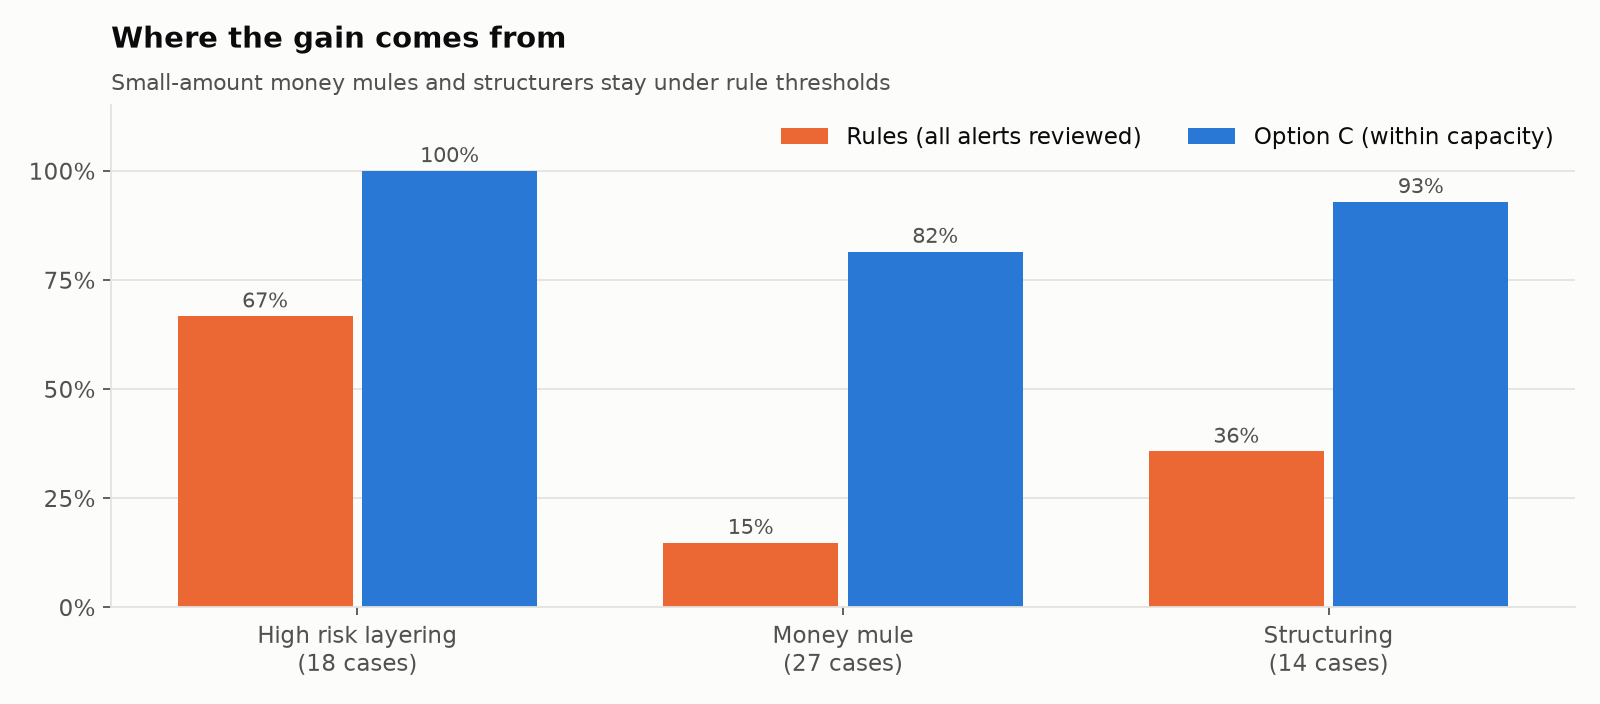 Where the gain comes from
Small-amount money mules and structurers stay under rule thresholds
Rules (all alerts reviewed)
Option C (within capacity)
100%
75%
50%
25%
0%
67%
100%
15%
82%
36%
93%
High risk layering
(18 cases)
Money mule
(27 cases)
Structuring
(14 cases)